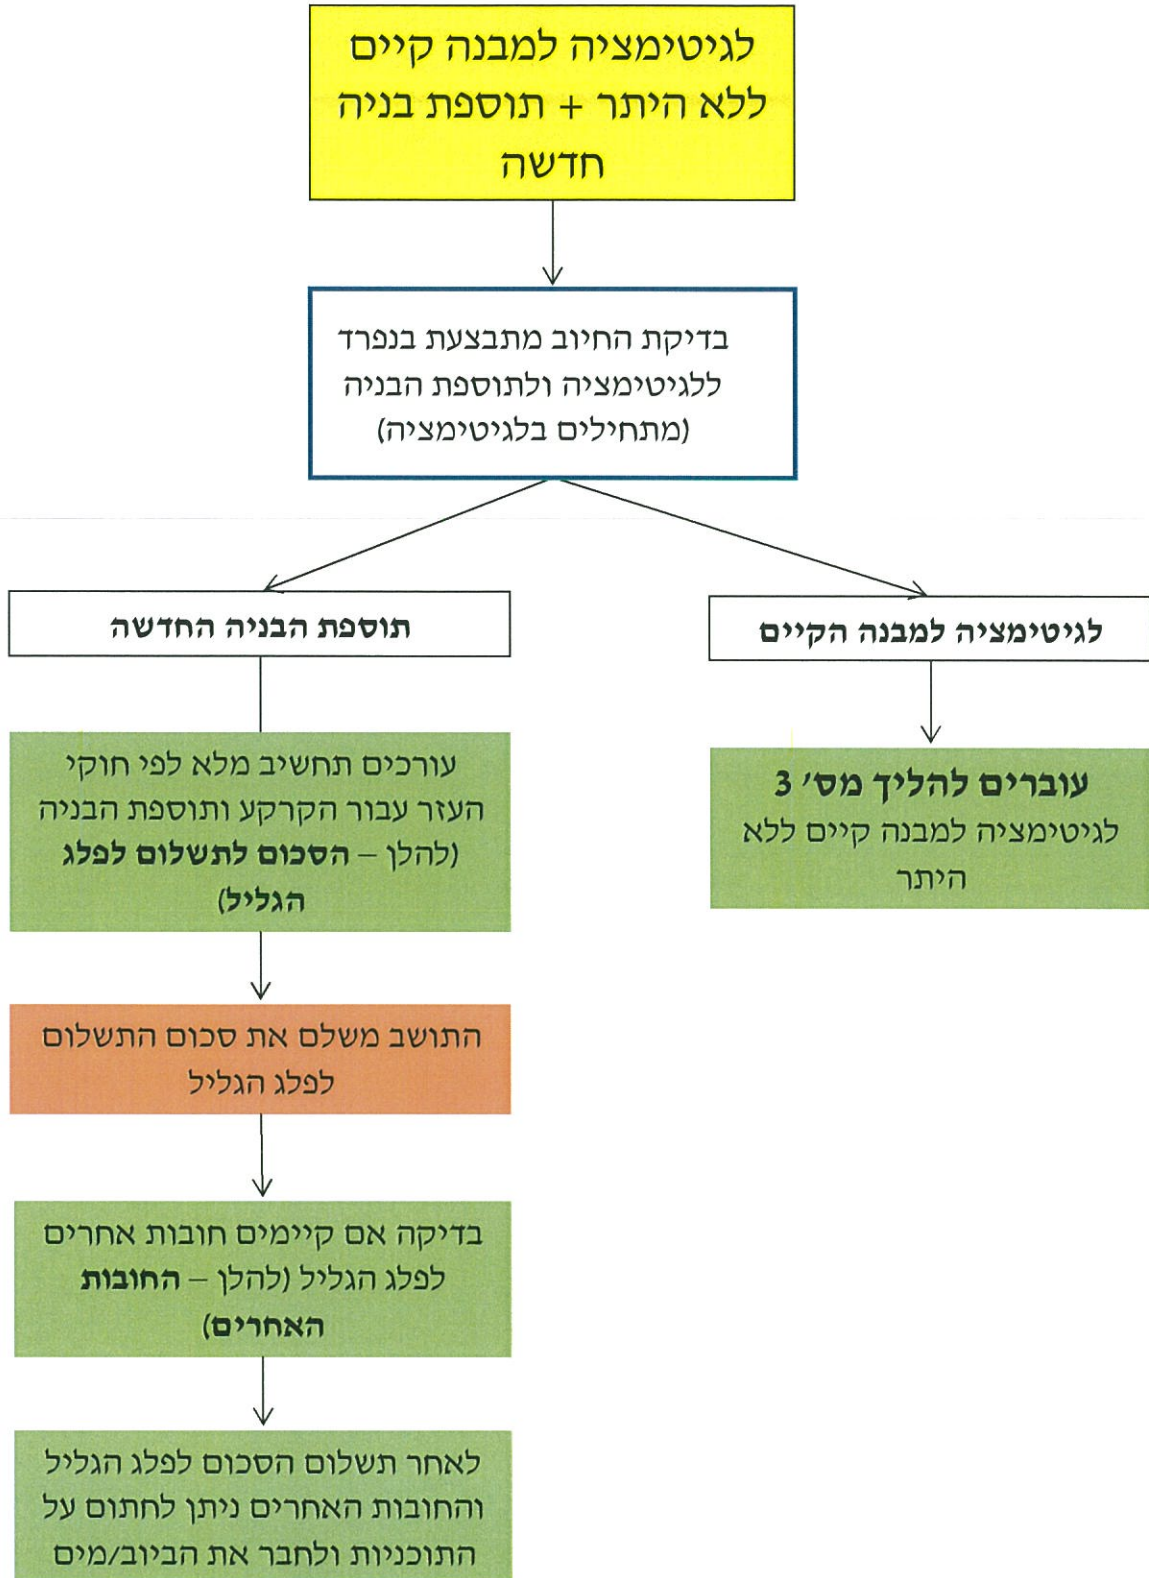 לגיטימציה למבנה קיים
ללא היתר + תוספת בניה
חדשה
בדיקת החיוב מתבצעת בנפרד
ללגיטימציה ולתוספת הבניה
(מתחילים בלגיטימציה)
לגיטימציה למבנה הקיים
עוברים להליך מס' 3
לגיטימציה למבנה קיים ללא
היתר
תוספת הבניה החדשה
עורכים תחשיב מלא לפי חוקי
העזר עבור הקרקע ותוספת הבניה
(להלן – הסכום לתשלום לפלג
הגליל)
התושב משלם את סכום התשלום
לפלג הגליל
בדיקה אם קיימים חובות אחרים
לפלג הגליל (להלן – החובות
האחרים)
לאחר תשלום הסכום לפלג הגליל
והחובות האחרים ניתן לחתום על
התוכניות ולחבר את הביוב/מים